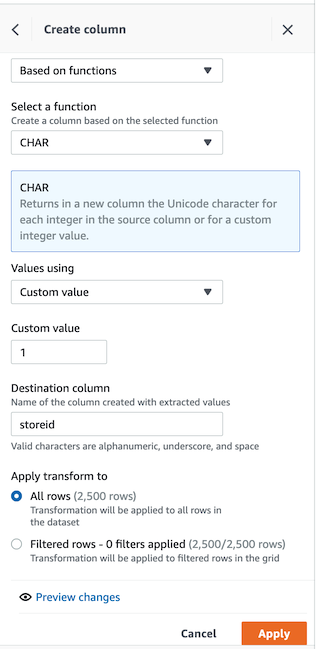 Create column
Based on functions
Select a function
Create a column based on the selected function
CHAR
CHAR
Returns in a new column the Unicode character for
each integer in the source column or for a custom
integer value.
Values using
Custom value
Custom value
1
Destination column
Name of the column created with extracted values
storeid
Valid characters are alphanumeric, underscore, and space
Apply transform to
All rows (2,500 rows)
Transformation will be applied to all rows in
the dataset
Filtered rows - 0 filters applied (2,500/2,500 rows)
Transformation will be applied to filtered rows in the grid
Preview changes
Cancel Apply